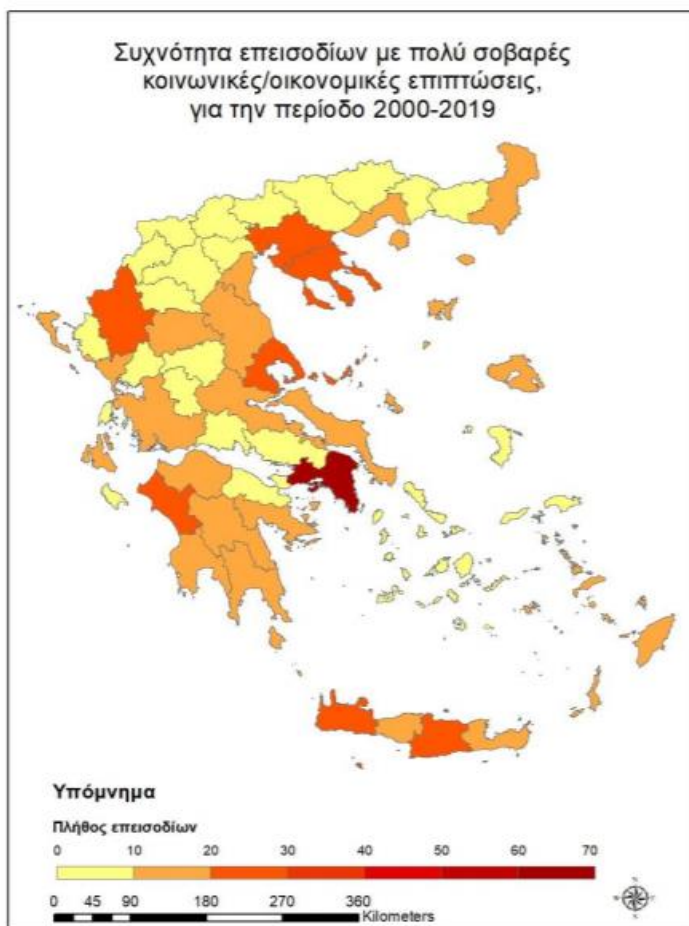 Συχνότητα επεισοδίων με πολύ σοβαρές
κοινωνικές/οικονομικές επιπτώσεις,
για την περίοδο 2000-2019
Υπόμνημα
Πλήθος επεισοδίων
0 10 20 30 40 50 60 70
0 45 90 180 270 360
Kilometers